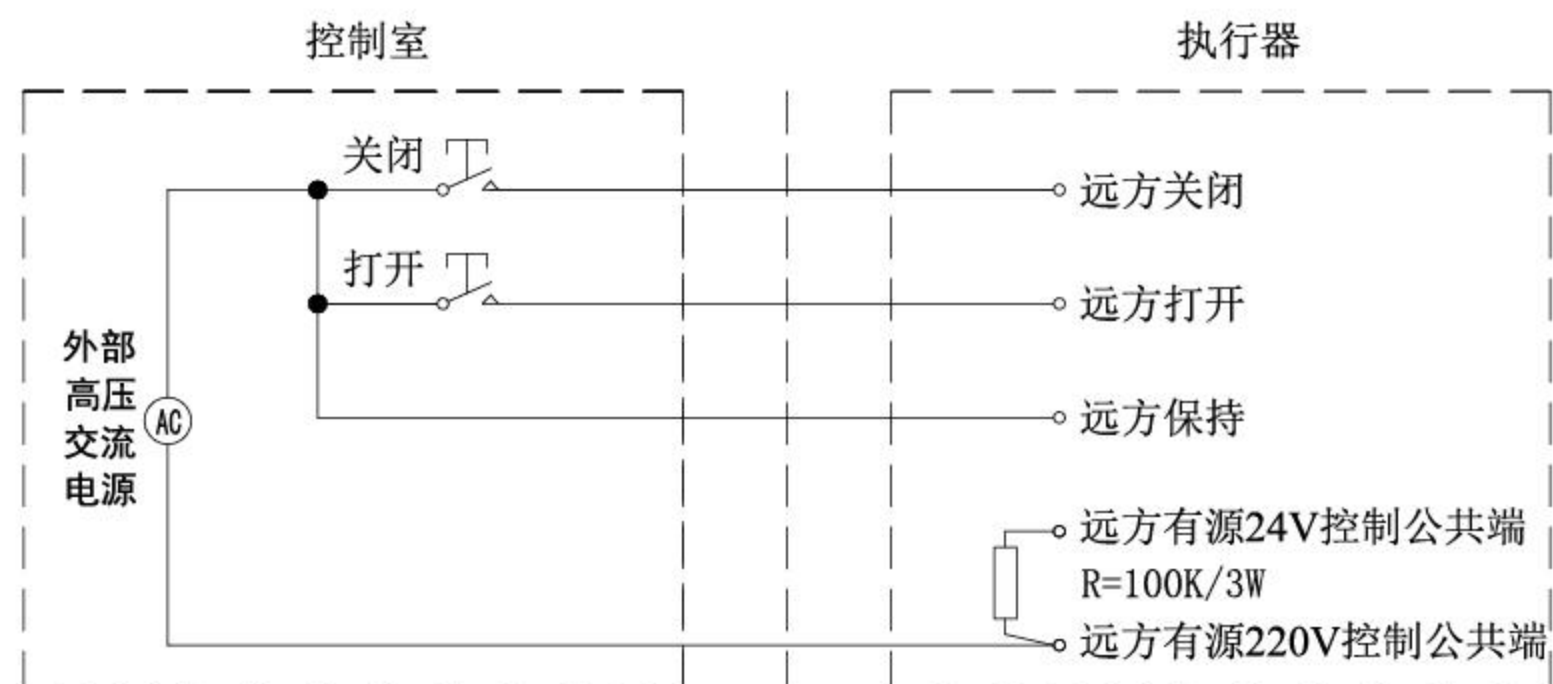 控制室
执行器
关闭
远方关闭
打开
远方打开
外部
高压
交流
电源
AC
远方保持
远方有源24V控制公共端
R=100K/3W
远方有源220V控制公共端